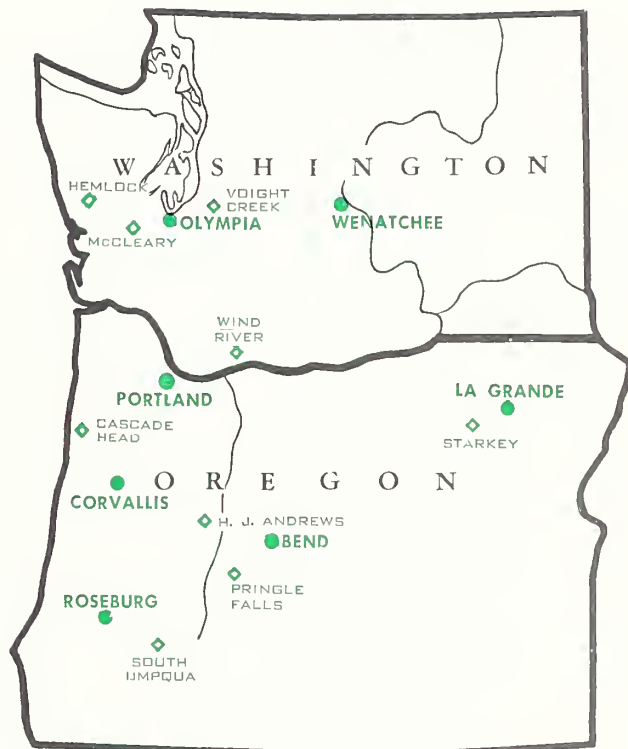 WASHINGTON
HEMLOCK
VOIGHT
CREEK
OLYMPIA
WENATCHEE
McCLEARY
WIND
RIVER
PORTLAND
LA GRANDE
CASCADE
HEAD
STARKEY
OREGON
CORVALLIS
H. J. ANDREWS
BEND
PRINGLE
FALLS
ROSEBURG
SOUTH
UMPQUA